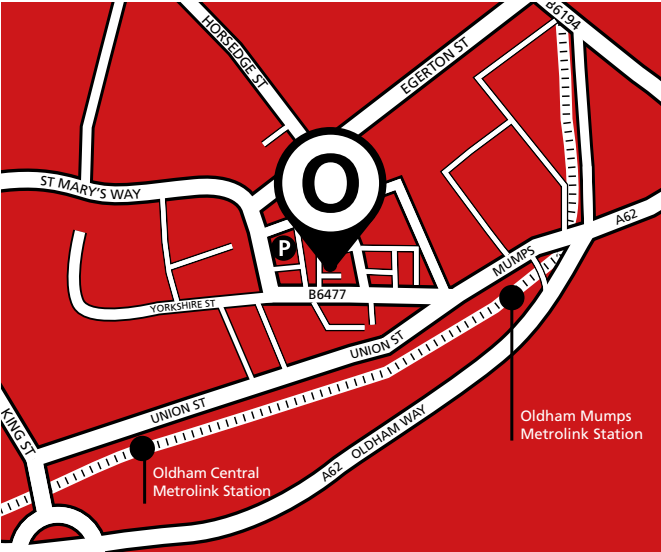 B6194
HORSEDGE ST
EGERTON ST
O
ST MARY'S WAY
A62
P
MUMPS
B6477
YORKSHIRE ST
UNION ST
UNION ST
KING ST
Oldham Mumps
Metrolink Station
A62 OLDHAM WAY
Oldham Central
Metrolink Station